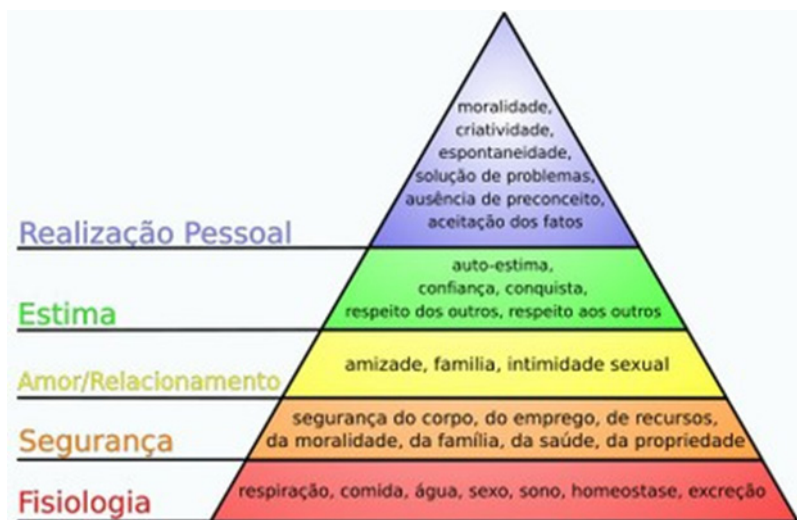 moralidade,
criatividade,
espontaneidade,
solução de problemas,
ausência de preconceito,
aceitação dos fatos
Realização Pessoal
auto-estima,
confiança, conquista,
respeito dos outros, respeito aos outros
Estima
amizade, familia, intimidade sexual
Amor/Relacionamento
segurança do corpo, do emprego, de recursos,
da moralidade, da família, da saúde, da propriedade
Segurança
respiração, comida, água, sexo, sono, homeostase, excreção
Fisiologia